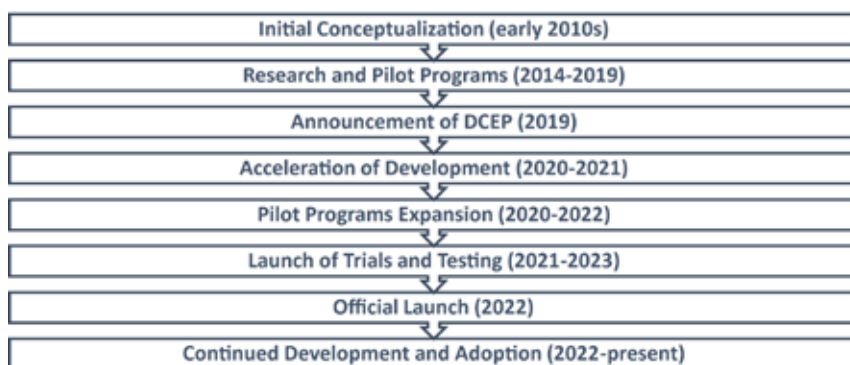 Initial Conceptualization (early 2010s)
Research and Pilot Programs (2014-2019)
Announcement of DCEP (2019)
Acceleration of Development (2020-2021)
Pilot Programs Expansion (2020-2022)
Launch of Trials and Testing (2021-2023)
Official Launch (2022)
Continued Development and Adoption (2022-present)